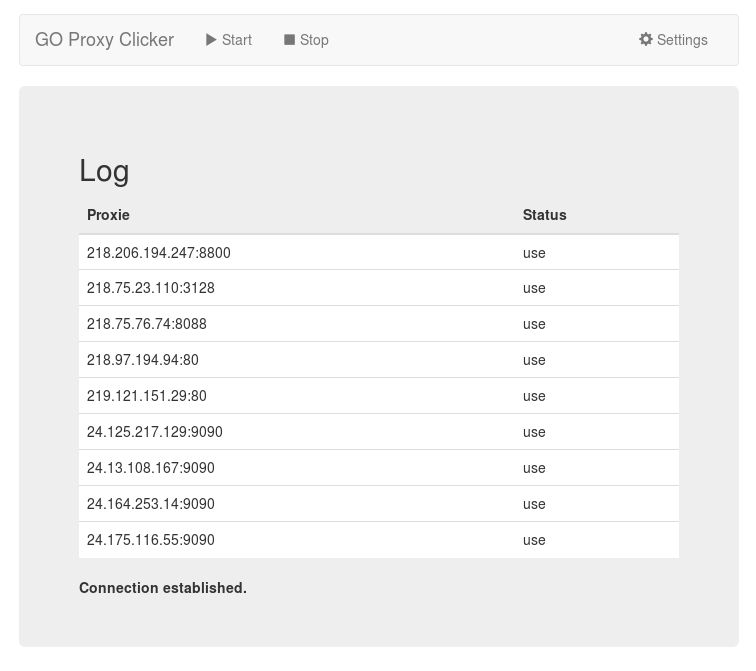 GO Proxy Clicker Start Stop Settings
Log
Proxie Status
218.206.194.247:8800 use
218.75.23.110:3128 use
218.75.76.74:8088 use
218.97.194.94:80 use
219.121.151.29:80 use
24.125.217.129:9090 use
24.13.108.167:9090 use
24.164.253.14:9090 use
24.175.116.55:9090 use
Connection established.